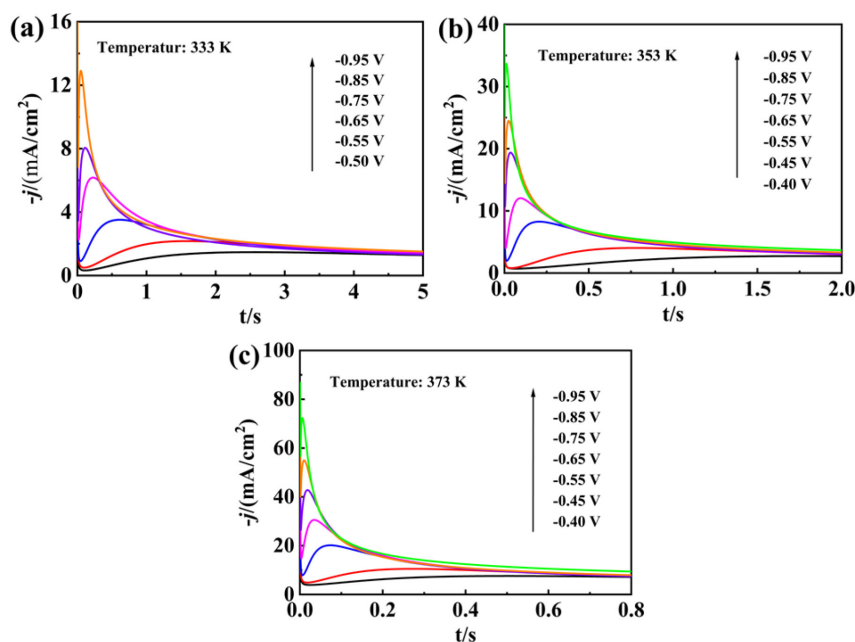 (a)
16
12
8
4
0
-j/(mA/cm²)
Temperatur: 333 K
-0.95 V
-0.85 V
-0.75 V
-0.65 V
-0.55 V
-0.50 V
0 1 2 3 4 5
t/s
(b)
40
30
20
10
0
-j/(mA/cm²)
Temperature: 353 K
-0.95 V
-0.85 V
-0.75 V
-0.65 V
-0.55 V
-0.45 V
-0.40 V
0.0 0.5 1.0 1.5 2.0
t/s
(c)
100
80
60
40
20
0
-j/(mA/cm²)
Temperature: 373 K
-0.95 V
-0.85 V
-0.75 V
-0.65 V
-0.55 V
-0.45 V
-0.40 V
0.0 0.2 0.4 0.6 0.8
t/s